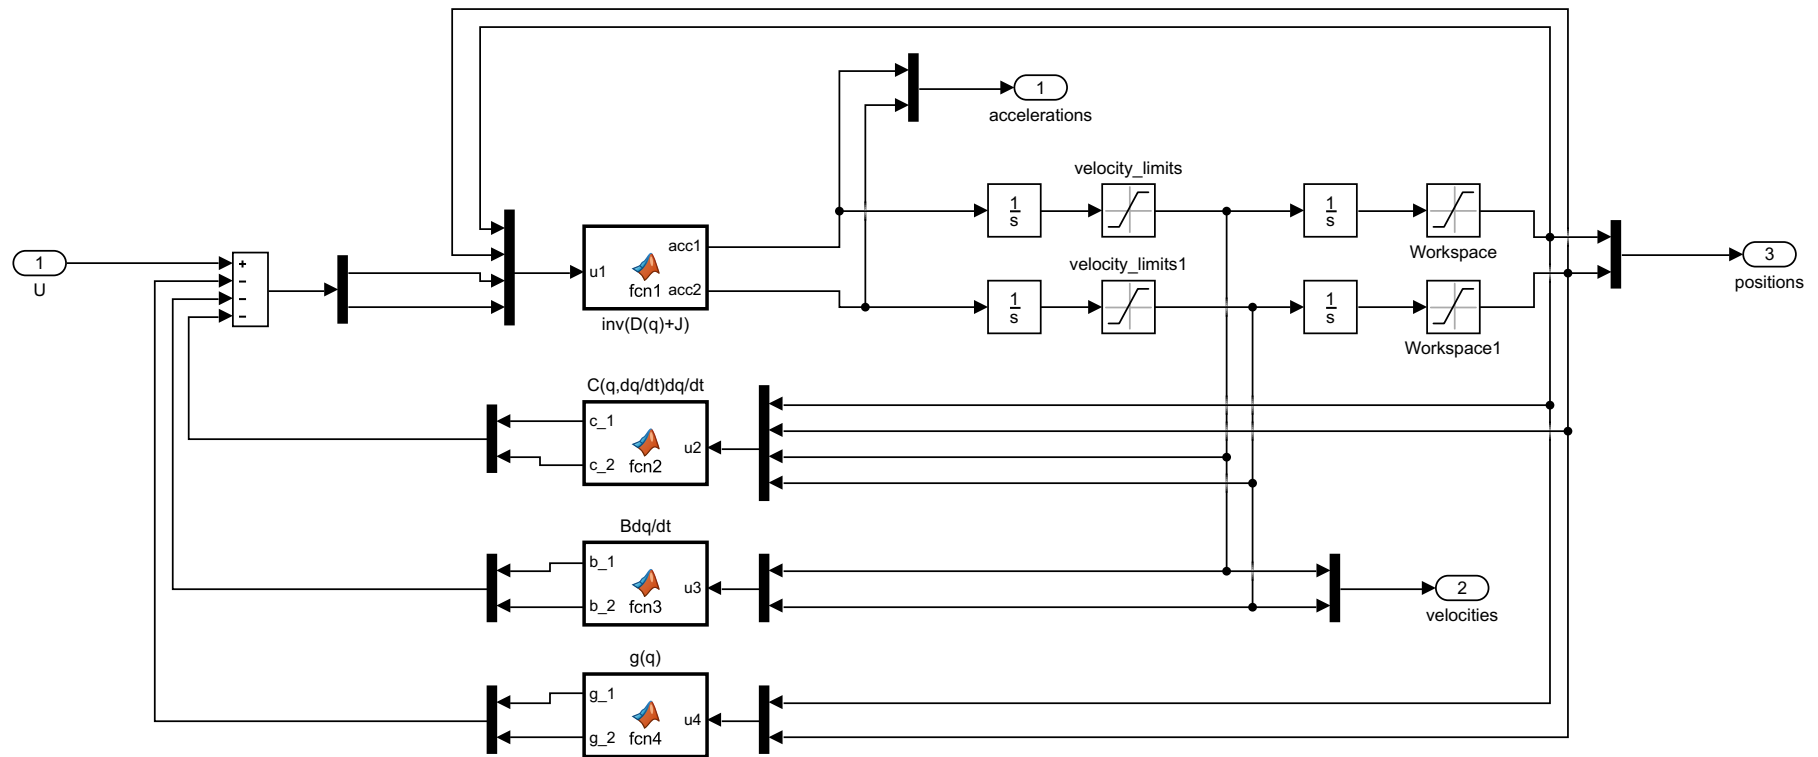 1
accelerations
velocity_limits
1
s
1
s
Workspace
1
U
+
−
−
−
u1
acc1
acc2
fcn1
inv(D(q)+J)
velocity_limits1
1
s
1
s
Workspace1
3
positions
C(q,dq/dt)dq/dt
c_1
c_2
u2
fcn2
Bdq/dt
b_1
b_2
u3
fcn3
2
velocities
g(q)
g_1
g_2
u4
fcn4